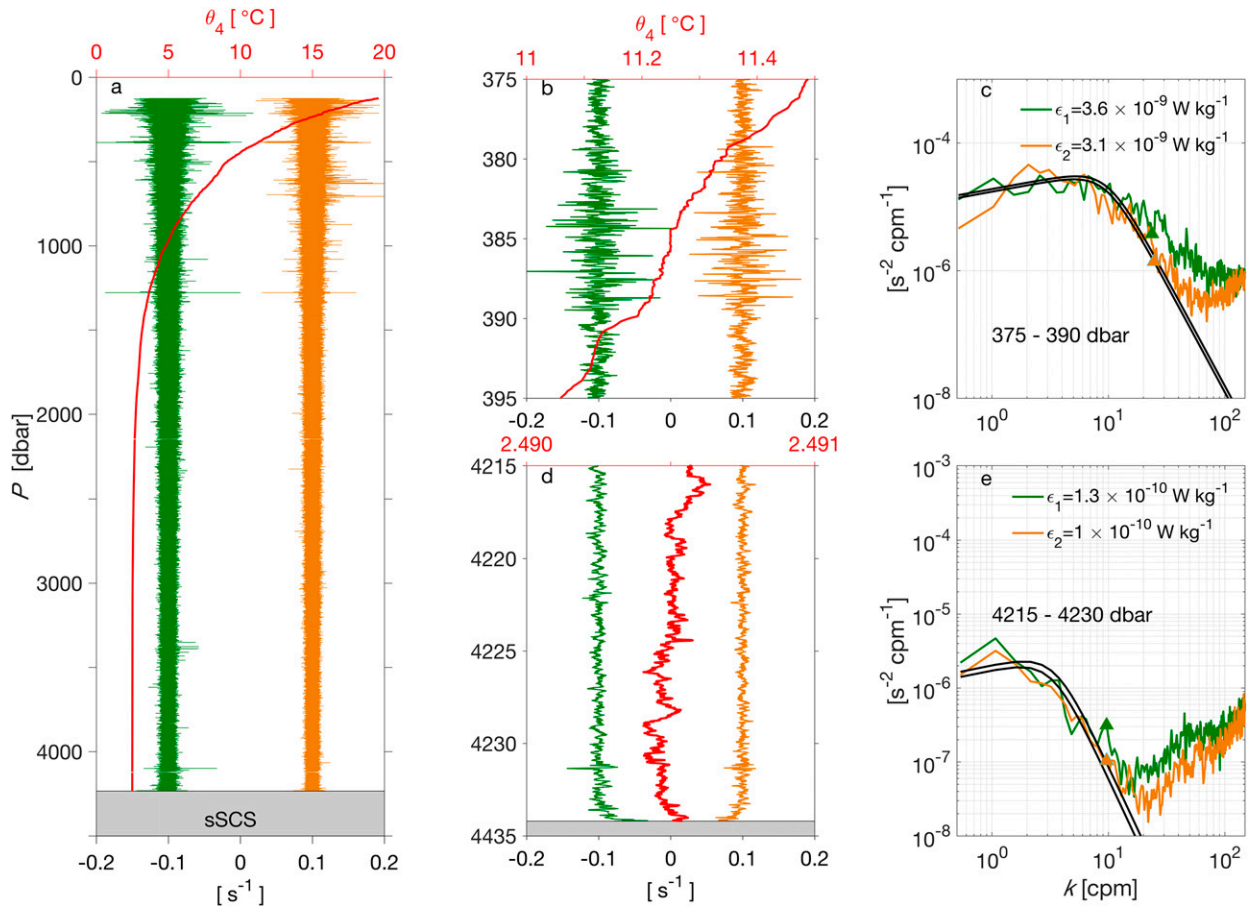 θ4 [ °C]
0 5 10 15 20
a
0
1000
2000
3000
4000
P [dbar]
sSCS
-0.2 -0.1 0 0.1 0.2
[ s-1 ]
θ4 [ °C]
11 11.2 11.4
b
375
380
385
390
395
-0.2 -0.1 0 0.1 0.2
2.490 2.491
d
4215
4220
4225
4230
4435
-0.2 -0.1 0 0.1 0.2
[ s-1 ]
c
ϵ1=3.6 × 10-9 W kg-1
ϵ2=3.1 × 10-9 W kg-1
10-4
10-6
10-8
[s-2 cpm-1]
375 - 390 dbar
100 101 102
e
ϵ1=1.3 × 10-10 W kg-1
ϵ2=1 × 10-10 W kg-1
10-3
10-4
10-5
10-6
10-7
10-8
[s-2 cpm-1]
4215 - 4230 dbar
100 101 102
k [cpm]